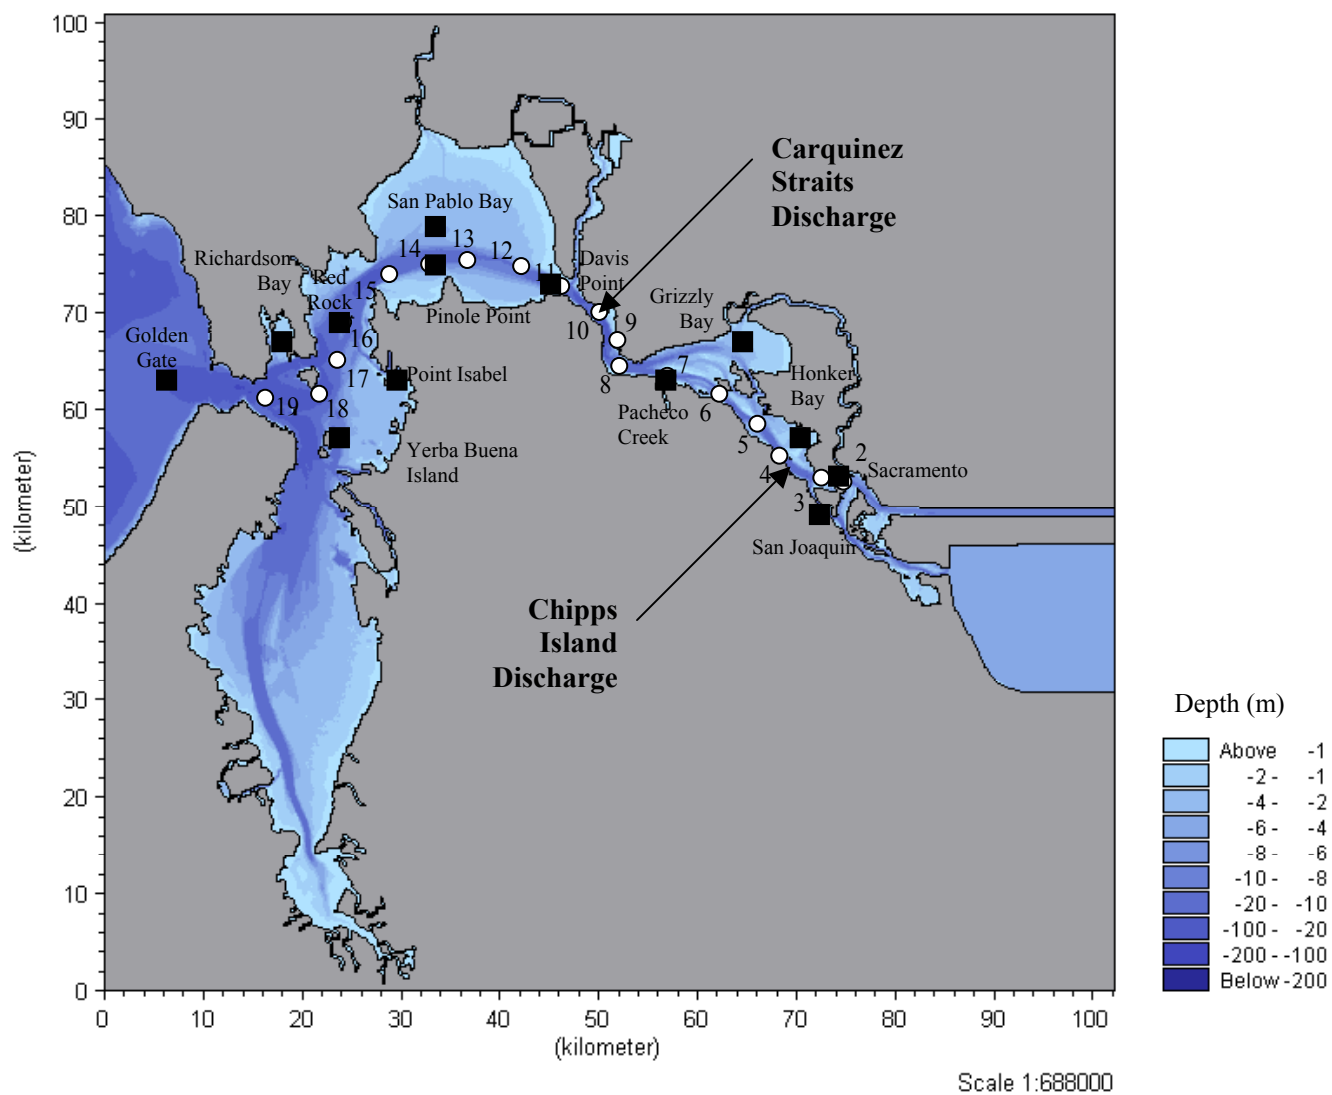 100
90
80
70
60
50
40
30
20
10
0
(kilometer)
0
10
20
30
40
50
60
70
80
90
100
(kilometer)
Scale 1:688000
Carquinez
Straits
Discharge
San Pablo Bay
14
13
12
11
Davis
Point
Richardson
Bay
Red
Rock
15
Pinole Point
Grizzly
Bay
10
9
Golden
Gate
16
17
Point Isabel
8
7
Honker
Bay
19
18
Pacheco
Creek
6
5
Yerba Buena
Island
4
2
Sacramento
3
San Joaquin
Chipps
Island
Discharge
Depth (m)
Above -1
-2 - -1
-4 - -2
-6 - -4
-8 - -6
-10 - -8
-20 - -10
-100 - -20
-200 - -100
Below -200